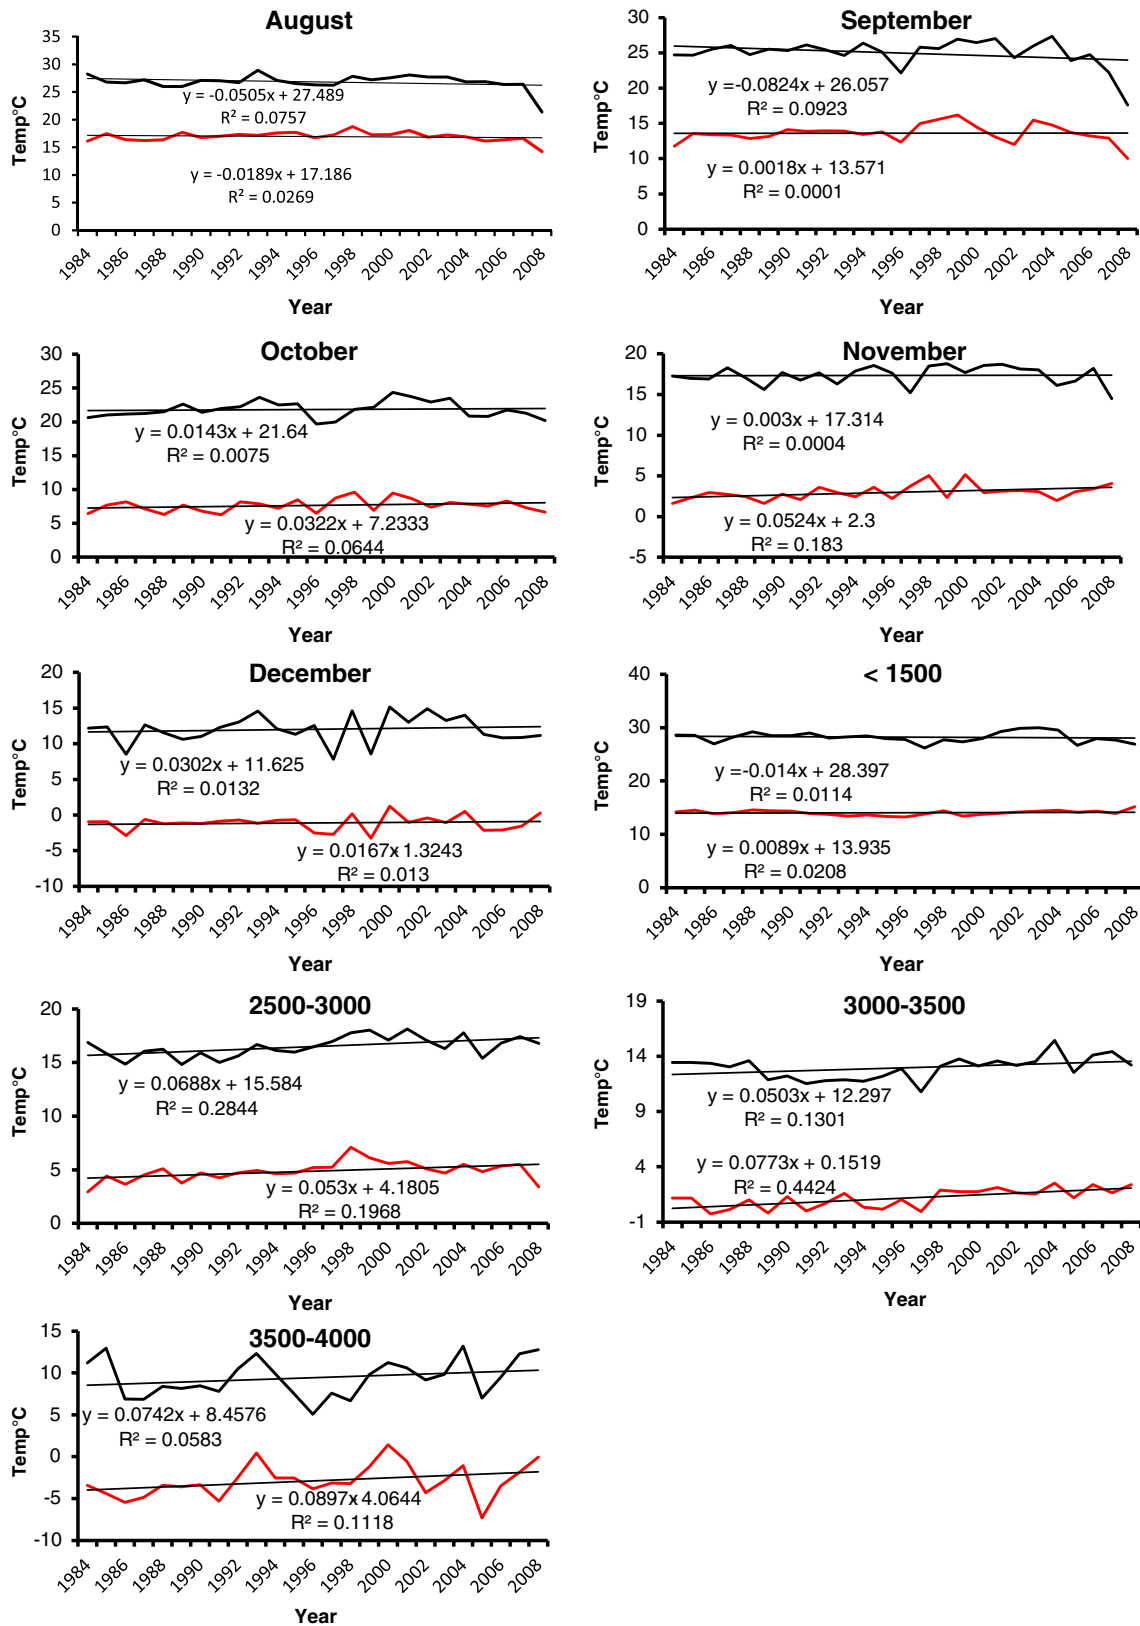 August
35
30
25
20
15
10
5
0
Temp°C
y = -0.0505x + 27.489
R² = 0.0757
y = -0.0189x + 17.186
R² = 0.0269
1984 1986 1988 1990 1992 1994 1996 1998 2000 2002 2004 2006 2008
Year
September
30
25
20
15
10
5
0
Temp°C
y =-0.0824x + 26.057
R² = 0.0923
y = 0.0018x + 13.571
R² = 0.0001
1984 1986 1988 1990 1992 1994 1996 1998 2000 2002 2004 2006 2008
Year
October
30
25
20
15
10
5
0
Temp°C
y = 0.0143x + 21.64
R² = 0.0075
y = 0.0322x + 7.2333
R² = 0.0644
1984 1986 1988 1990 1992 1994 1996 1998 2000 2002 2004 2006 2008
Year
November
20
15
10
5
0
-5
Temp°C
y = 0.003x + 17.314
R² = 0.0004
y = 0.0524x + 2.3
R² = 0.183
1984 1986 1988 1990 1992 1994 1996 1998 2000 2002 2004 2006 2008
Year
December
20
15
10
5
0
-5
-10
Temp°C
y = 0.0302x + 11.625
R² = 0.0132
y = 0.0167x 1.3243
R² = 0.013
1984 1986 1988 1990 1992 1994 1996 1998 2000 2002 2004 2006 2008
Year
< 1500
40
30
20
10
0
Temp°C
y =-0.014x + 28.397
R² = 0.0114
y = 0.0089x + 13.935
R² = 0.0208
1984 1986 1988 1990 1992 1994 1996 1998 2000 2002 2004 2006 2008
Year
2500-3000
20
15
10
5
0
Temp°C
y = 0.0688x + 15.584
R² = 0.2844
y = 0.053x + 4.1805
R² = 0.1968
1984 1986 1988 1990 1992 1994 1996 1998 2000 2002 2004 2006 2008
Year
3000-3500
19
14
9
4
-1
Temp°C
y = 0.0503x + 12.297
R² = 0.1301
y = 0.0773x + 0.1519
R² = 0.4424
1984 1986 1988 1990 1992 1994 1996 1998 2000 2002 2004 2006 2008
Year
3500-4000
15
10
5
0
-5
-10
Temp°C
y = 0.0742x + 8.4576
R² = 0.0583
y = 0.0897x 4.0644
R² = 0.1118
1984 1986 1988 1990 1992 1994 1996 1998 2000 2002 2004 2006 2008
Year